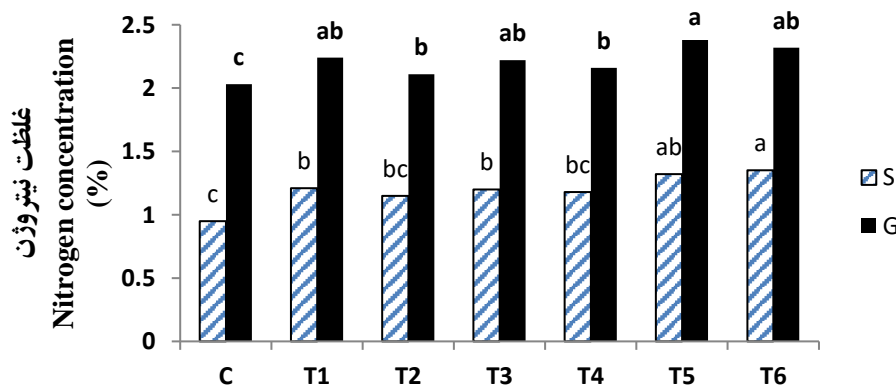 غلظت نیتروژن
Nitrogen concentration
(%)
2.5
2
1.5
1
0.5
0
c ab b ab b a ab
c b bc b bc ab a
C T1 T2 T3 T4 T5 T6
S
G